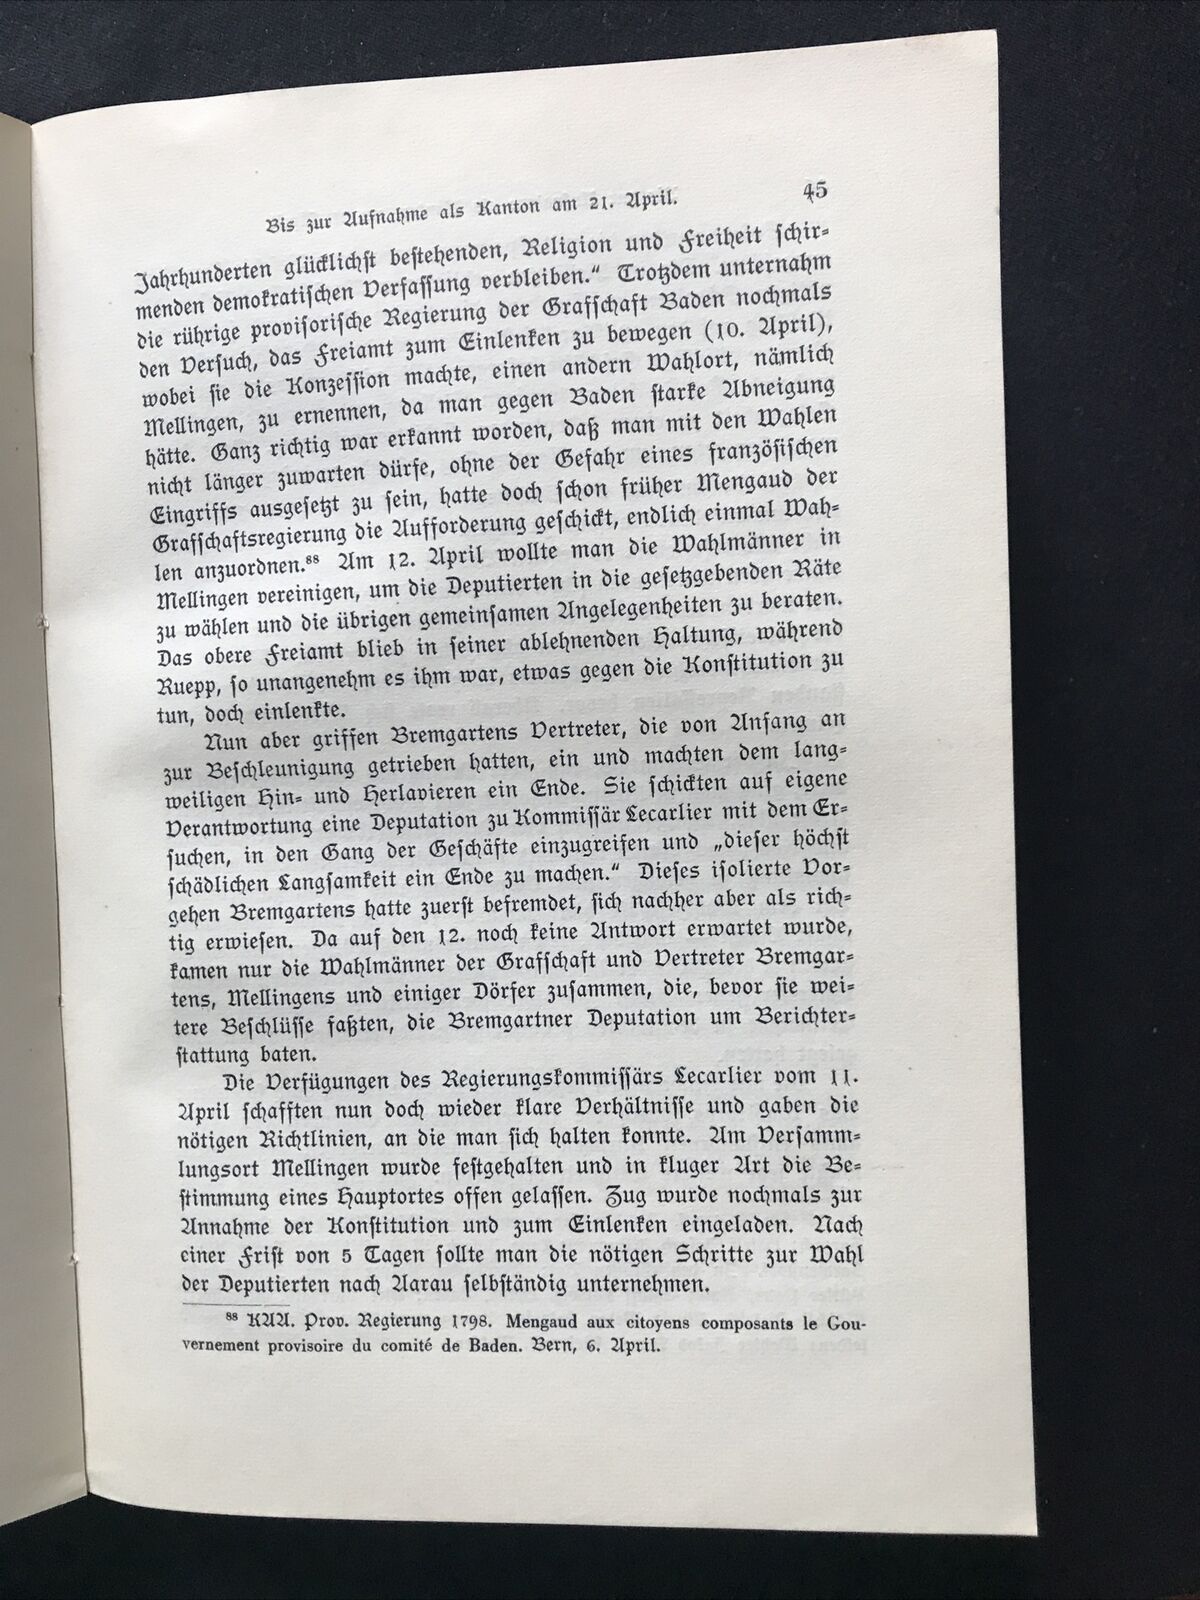 Bis zur Aufnahme als Kanton am 21. April. 45
Jahrhunderten glücklichst bestehenden, Religion und Freiheit schir-
menden demokratischen Verfassung verbleiben.“ Trotzdem unternahm
die rührige provisorische Regierung der Grafschaft Baden nochmals
den Versuch, das Freiamt zum Einlenken zu bewegen (10. April),
wobei sie die Konzession machte, einen andern Wahlort, nämlich
Mellingen, zu ernennen, da man gegen Baden starke Abneigung
hätte. Ganz richtig war erkannt worden, daß man mit den Wahlen
nicht länger zuwarten dürfe, ohne der Gefahr eines französischen
Eingriffs ausgesetzt zu sein, hatte doch schon früher Mengaud der
Grafschaftsregierung die Aufforderung geschickt, endlich einmal Wah-
len anzuordnen.⁸⁸ Am 12. April wollte man die Wahlmänner in
Mellingen vereinigen, um die Deputierten in die gesetzgebenden Räte
zu wählen und die übrigen gemeinsamen Angelegenheiten zu beraten.
Das obere Freiamt blieb in seiner ablehnenden Haltung, während
Ruepp, so unangenehm es ihm war, etwas gegen die Konstitution zu
tun, doch einlenkte.
Nun aber griffen Bremgartens Vertreter, die von Anfang an
zur Beschleunigung getrieben hatten, ein und machten dem lang-
weiligen Hin- und Herlavieren ein Ende. Sie schickten auf eigene
Verantwortung eine Deputation zu Kommissär Lecarlier mit dem Er-
suchen, in den Gang der Geschäfte einzugreifen und „dieser höchst
schädlichen Langsamkeit ein Ende zu machen.“ Dieses isolierte Vor-
gehen Bremgartens hatte zuerst befremdet, sich nachher aber als rich-
tig erwiesen. Da auf den 12. noch keine Antwort erwartet wurde,
kamen nur die Wahlmänner der Grafschaft und Vertreter Bremgar-
tens, Mellingens und einiger Dörfer zusammen, die, bevor sie wei-
tere Beschlüsse faßten, die Bremgartner Deputation um Berichter-
stattung baten.
Die Verfügungen des Regierungskommissärs Lecarlier vom 11.
April schafften nun doch wieder klare Verhältnisse und gaben die
nötigen Richtlinien, an die man sich halten konnte. Am Versamm-
lungsort Mellingen wurde festgehalten und in kluger Art die Be-
stimmung eines Hauptortes offen gelassen. Zug wurde nochmals zur
Annahme der Konstitution und zum Einlenken eingeladen. Nach
einer Frist von 5 Tagen sollte man die nötigen Schritte zur Wahl
der Deputierten nach Aarau selbständig unternehmen.
⁸⁸ KAA. Prov. Regierung 1798. Mengaud aux citoyens composants le Gou-
vernement provisoire du comité de Baden. Bern, 6. April.